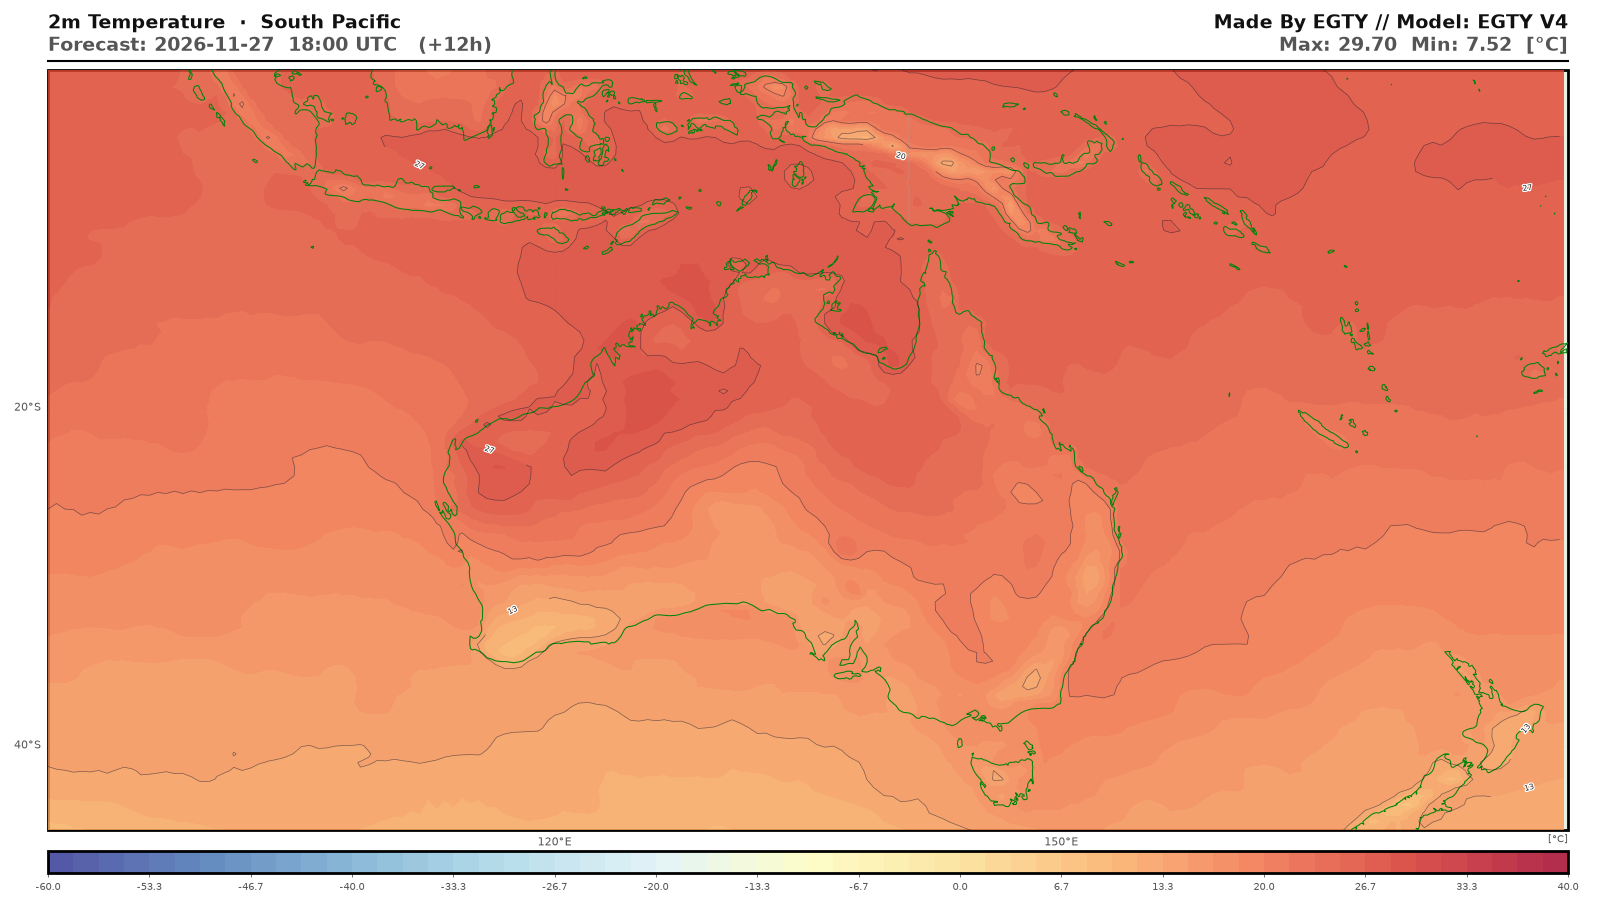 2m Temperature · South Pacific
Made By EGTY // Model: EGTY V4
Forecast: 2026-11-27 18:00 UTC (+12h)
Max: 29.70 Min: 7.52 [°C]
20
27
27
20°S
27
13
13
40°S
13
120°E
150°E
[°C]
-60.0
-53.3
-46.7
-40.0
-33.3
-26.7
-20.0
-13.3
-6.7
0.0
6.7
13.3
20.0
26.7
33.3
40.0